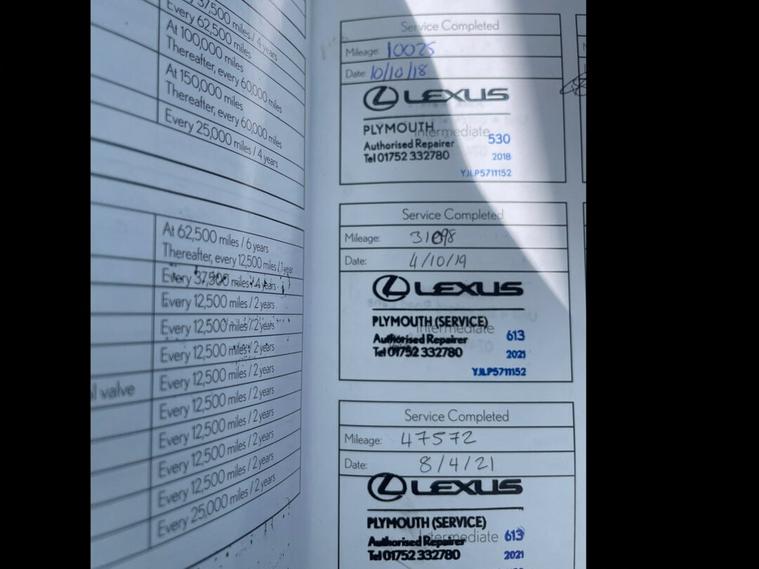 37,500 miles / 4 years
Every 62,500 miles
At 100,000 miles
Thereafter, every 60,000 miles
At 150,000 miles
Thereafter, every 60,000 miles
Every 25,000 miles / 4 years
At 62,500 miles / 6 years
Thereafter, every 12,500 miles / 1 year
Every 37,500 miles / 4 years
Every 12,500 miles / 2 years
Every 12,500 miles / 2 years
Every 12,500 miles / 2 years
Every 12,500 miles / 2 years
valve
Every 12,500 miles / 2 years
Every 12,500 miles / 2 years
Every 12,500 miles / 2 years
Every 12,500 miles / 2 years
Every 25,000 miles / 2 years
Service Completed
Mileage: 10025
Date: 10/10/18
LEXUS
PLYMOUTH
Intermediate
Authorised Repairer 530
Tel 01752 332780 2018
YJLP5711152
Service Completed
Mileage: 31098
Date: 4/10/19
LEXUS
PLYMOUTH (SERVICE)
Intermediate
Authorised Repairer 613
Tel 01752 332780 2021
YJLP5711152
Service Completed
Mileage: 47572
Date: 8/4/21
LEXUS
PLYMOUTH (SERVICE)
Intermediate
Authorised Repairer 613
Tel 01752 332780 2021